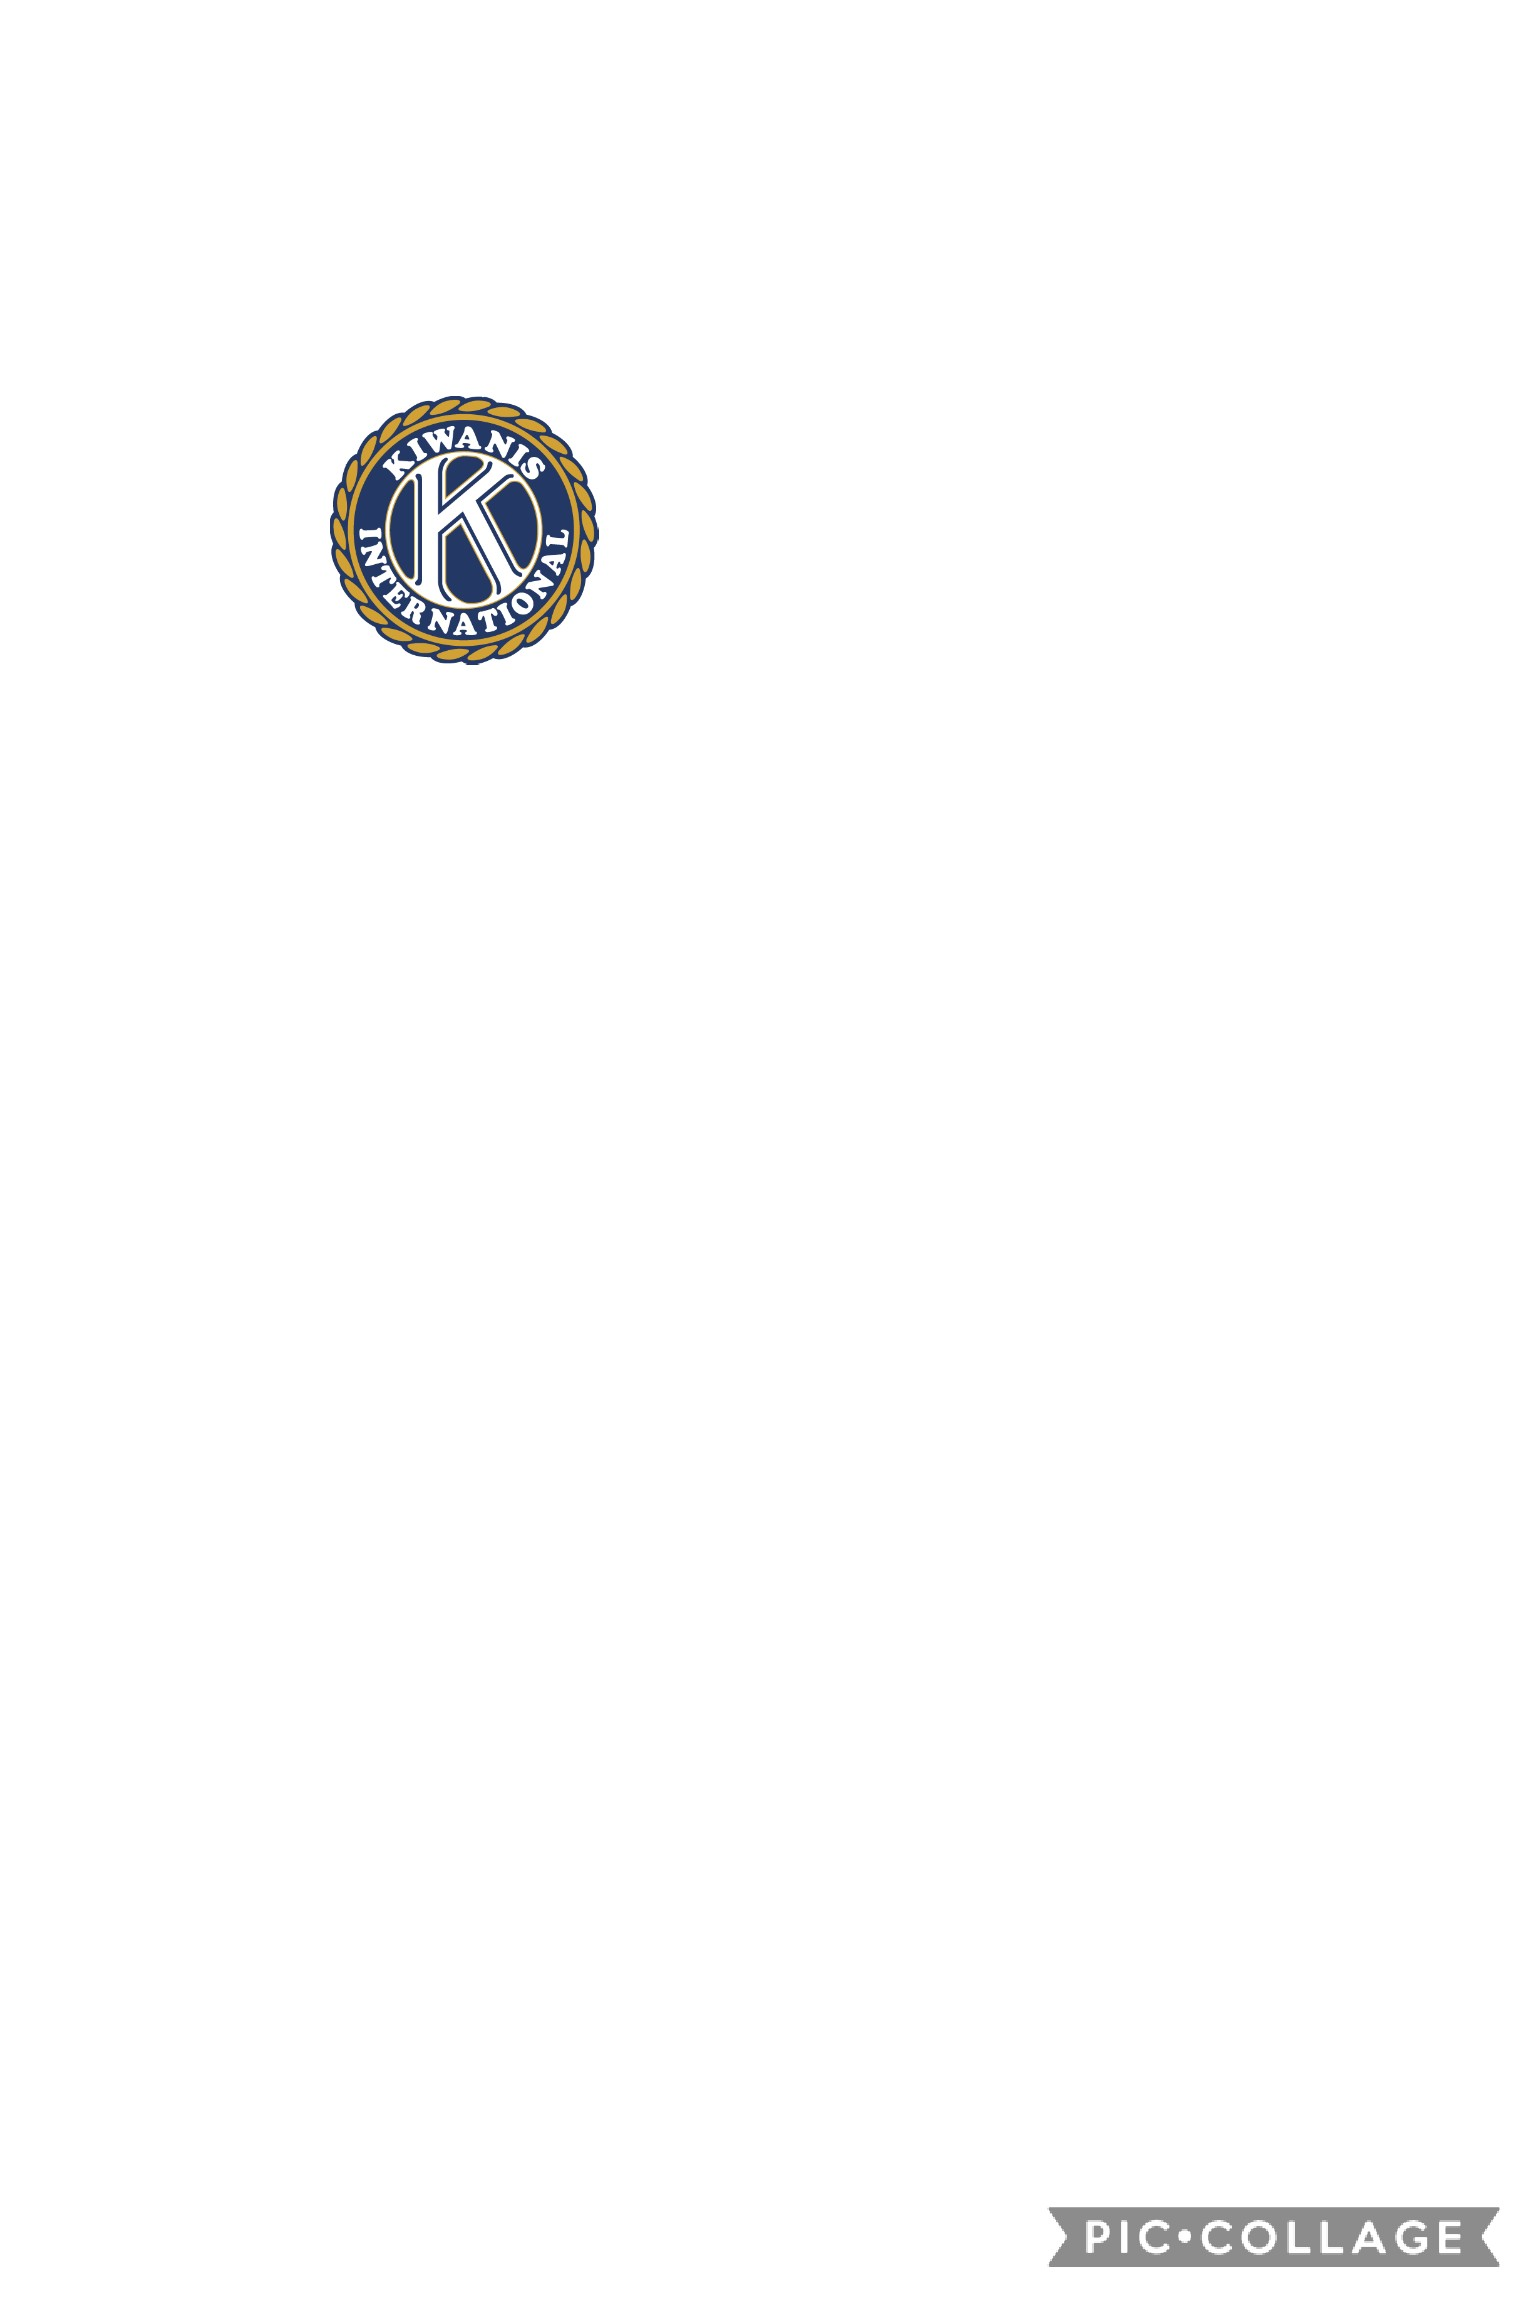 KIWANIS
K
INTERNATIONAL
PIC•COLLAGE